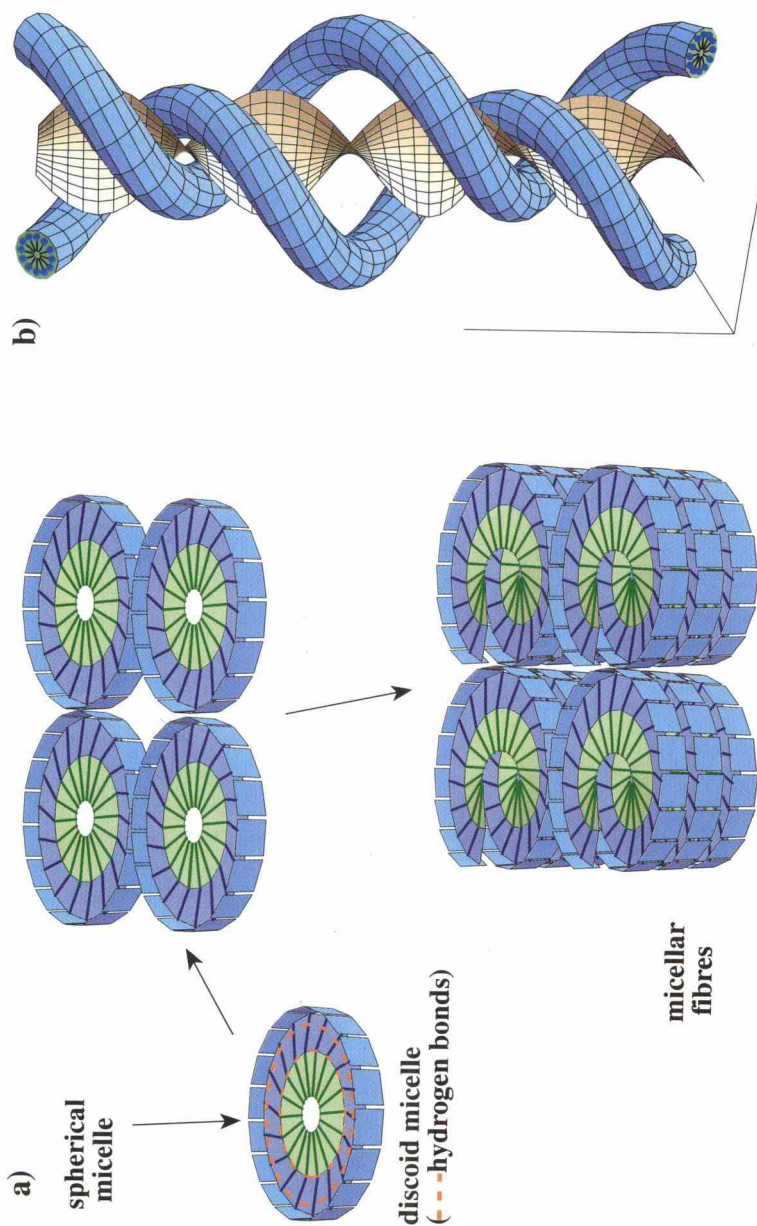 a)
spherical
micelle
discoid micelle
(- - -hydrogen bonds)
micellar
fibres
b)